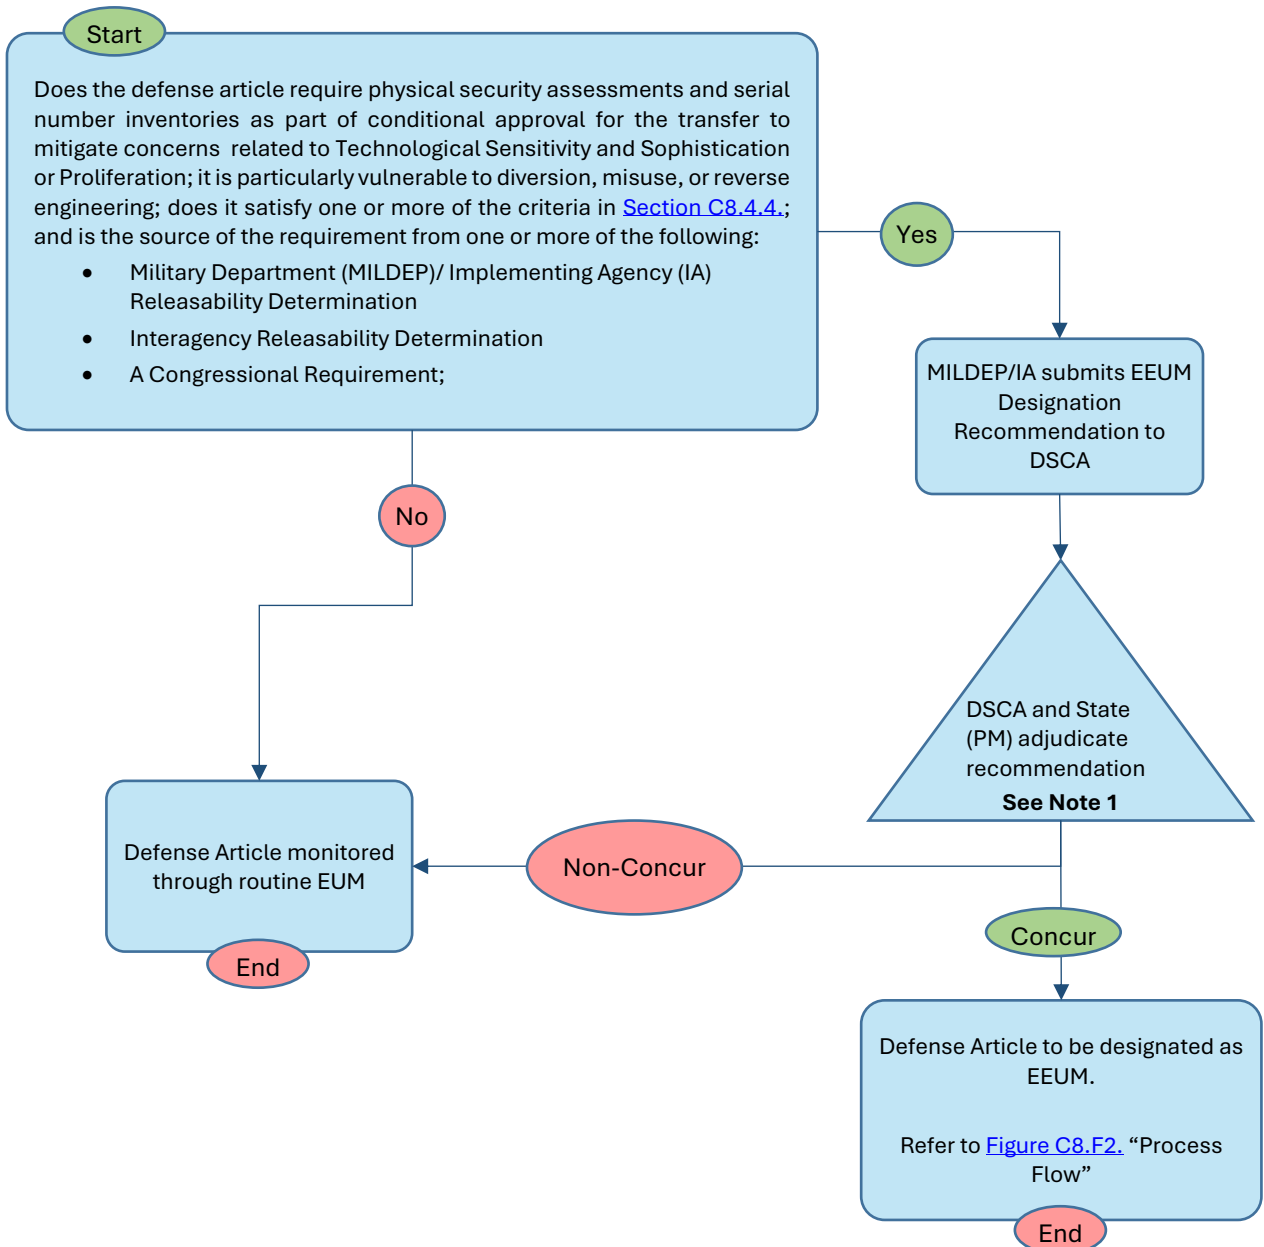 Start
Does the defense article require physical security assessments and serial
number inventories as part of conditional approval for the transfer to
mitigate concerns related to Technological Sensitivity and Sophistication
or Proliferation; it is particularly vulnerable to diversion, misuse, or reverse
engineering; does it satisfy one or more of the criteria in Section C8.4.4.;
and is the source of the requirement from one or more of the following:
• Military Department (MILDEP)/ Implementing Agency (IA)
Releasability Determination
• Interagency Releasability Determination
• A Congressional Requirement;
Yes
MILDEP/IA submits EEUM
Designation
Recommendation to
DSCA
No
DSCA and State
(PM) adjudicate
recommendation
See Note 1
Defense Article monitored
through routine EUM
End
Non-Concur
Concur
Defense Article to be designated as
EEUM.
Refer to Figure C8.F2. “Process
Flow”
End